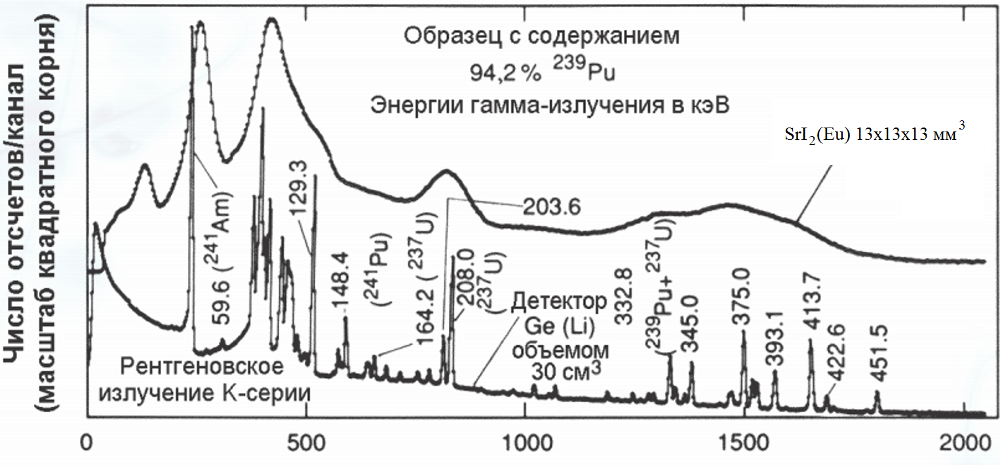 Число отсчетов/канал
(масштаб квадратного корня)
Образец с содержанием
94,2 % ²³⁹Pu
Энергии гамма-излучения в кэВ
SrI₂(Eu) 13x13x13 мм³
59.6 (²⁴¹Am)
129.3
148.4
(²⁴¹Pu)
164.2 (²³⁷U)
203.6
208.0
(²³⁷U)
Детектор
Ge (Li)
объемом
30 см³
332.8
(²³⁹Pu+ ²³⁷U)
345.0
375.0
393.1
413.7
422.6
451.5
Рентгеновское
излучение К-серии
0 500 1000 1500 2000